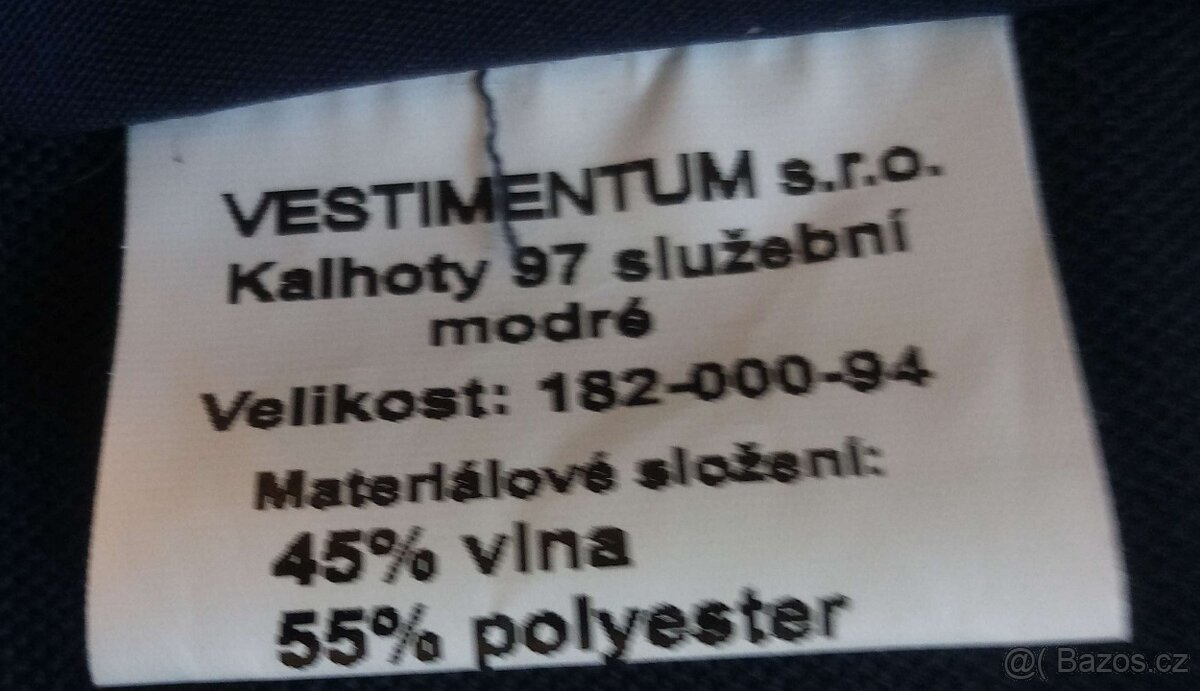 VESTIMENTUM s.r.o.
Kalhoty 97 služební
modré
Velikost: 182-000-94
Materiálové složení:
45% vlna
55% polyester
@( Bazos.cz